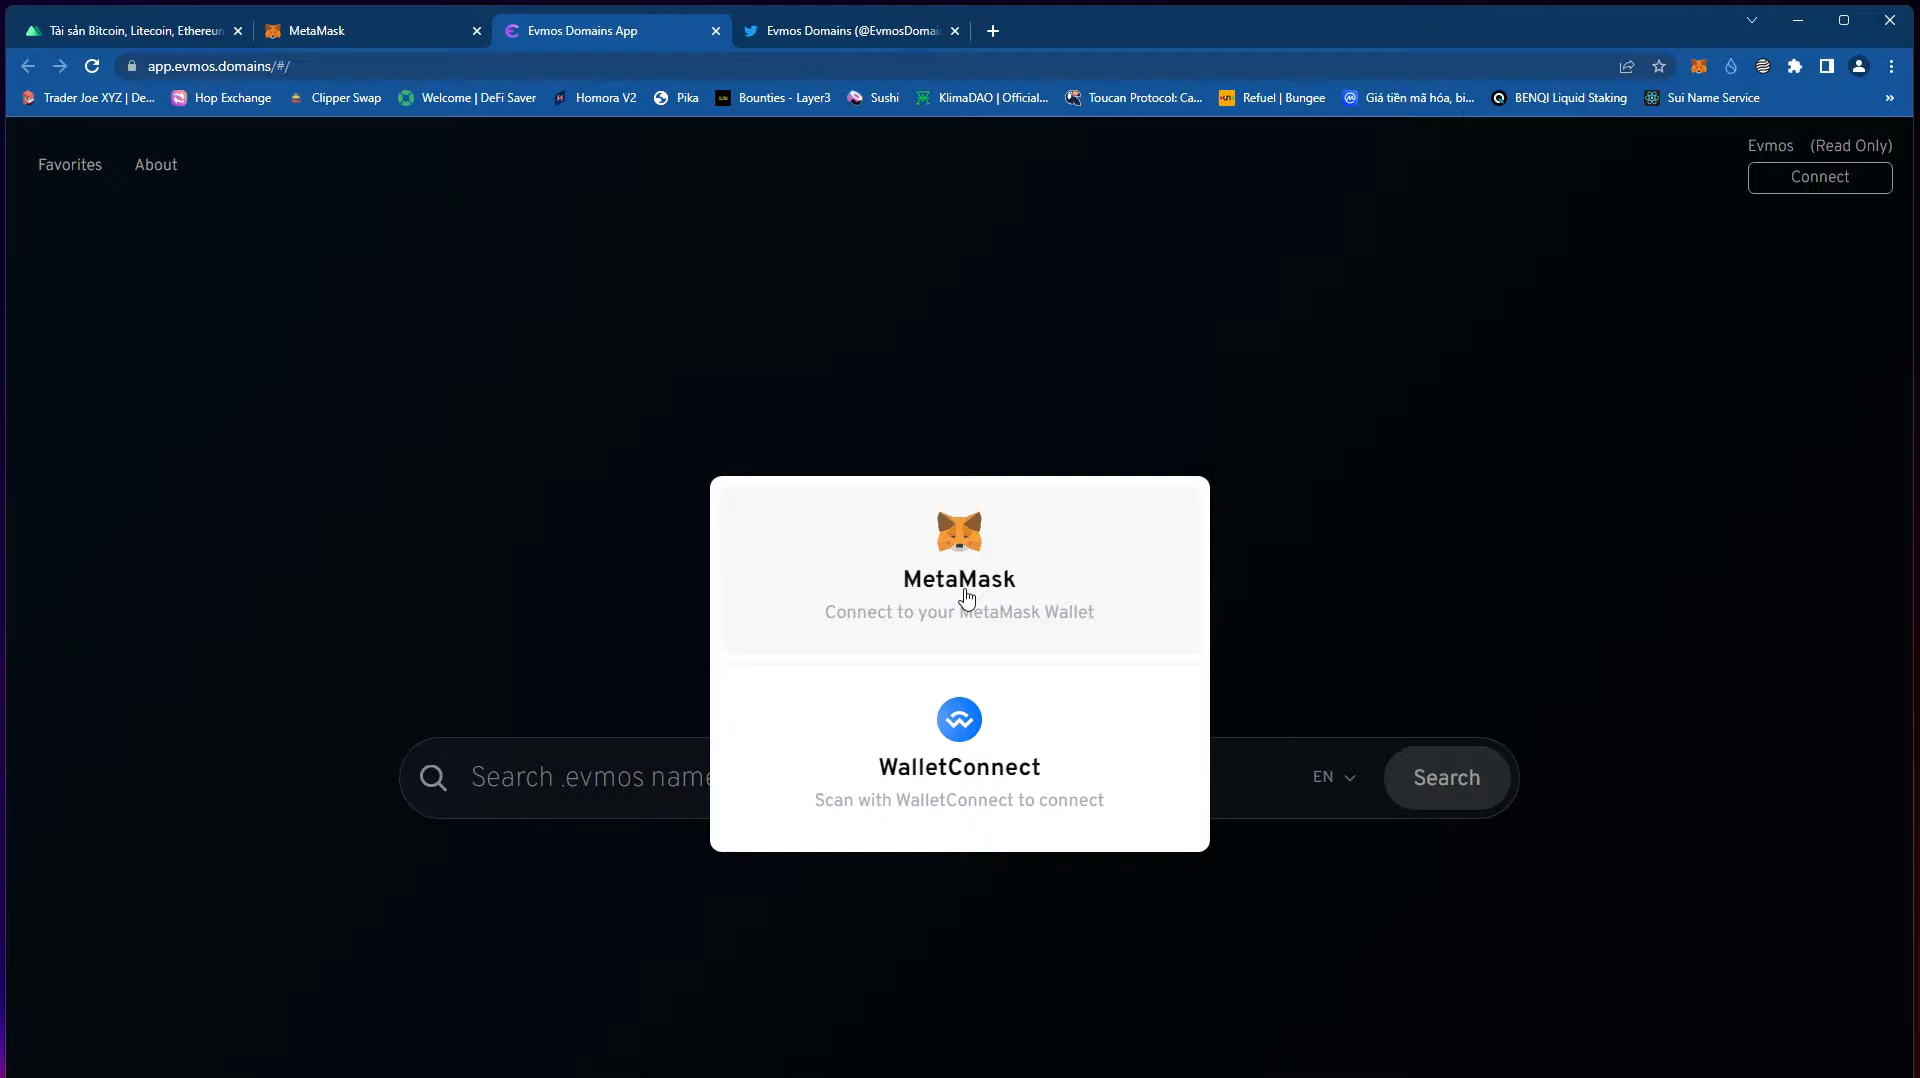 Tài sản Bitcoin, Litecoin, Ethereun
MetaMask
Evmos Domains App
Evmos Domains (@EvmosDomai
app.evmos.domains/#/
Trader Joe XYZ | De...
Hop Exchange
Clipper Swap
Welcome | DeFi Saver
Homora V2
Pika
Bounties - Layer3
Sushi
KlimaDAO | Official...
Toucan Protocol: Ca...
Refuel | Bungee
Giá tiền mã hóa, bi...
BENQI Liquid Staking
Sui Name Service
»
Favorites
About
Evmos (Read Only)
Connect
MetaMask
Connect to your MetaMask Wallet
WalletConnect
Scan with WalletConnect to connect
Search .evmos name
EN
Search